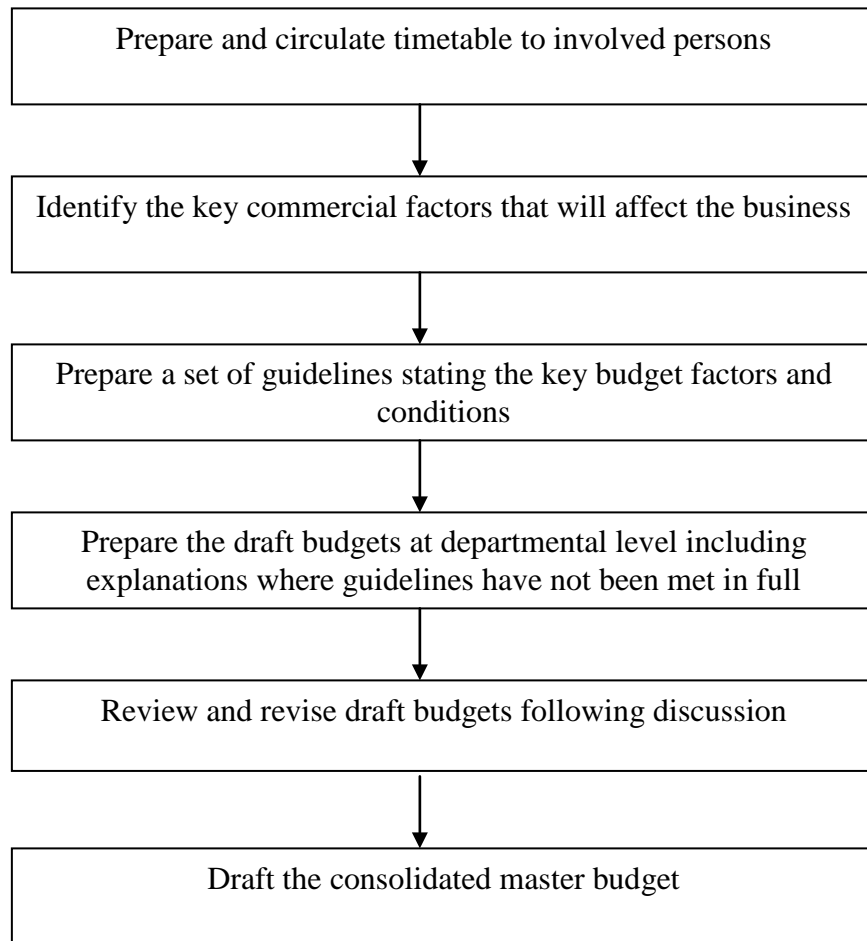 Prepare and circulate timetable to involved persons
Identify the key commercial factors that will affect the business
Prepare a set of guidelines stating the key budget factors and
conditions
Prepare the draft budgets at departmental level including
explanations where guidelines have not been met in full
Review and revise draft budgets following discussion
Draft the consolidated master budget